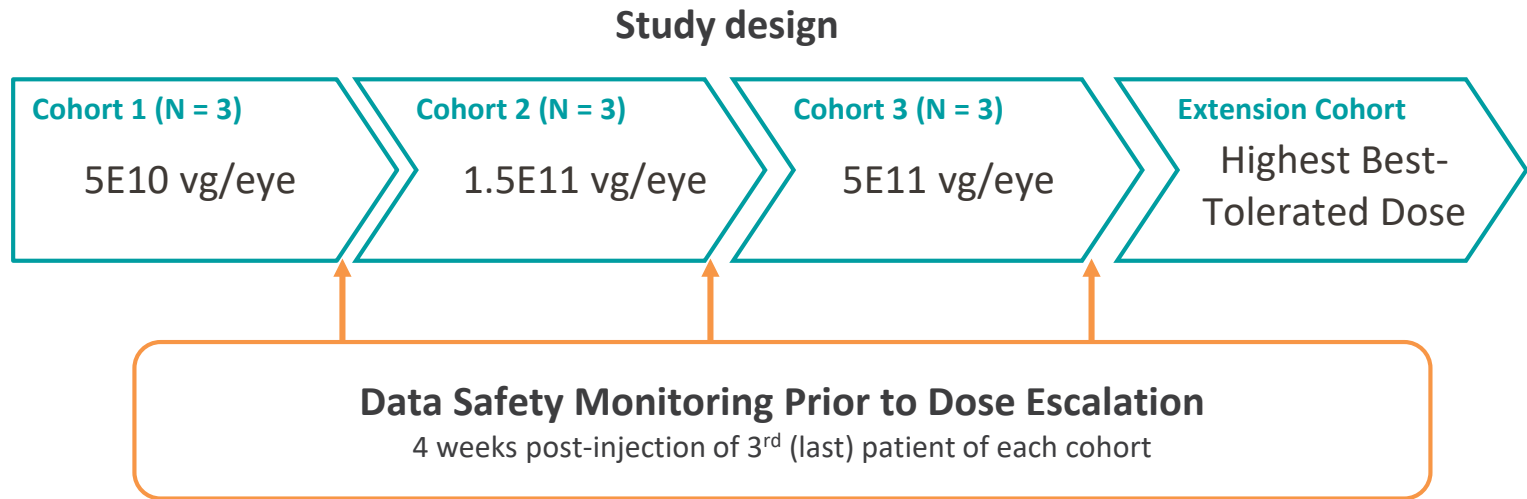 Study design
Cohort 1 (N = 3)
5E10 vg/eye
Cohort 2 (N = 3)
1.5E11 vg/eye
Cohort 3 (N = 3)
5E11 vg/eye
Extension Cohort
Highest Best-
Tolerated Dose
Data Safety Monitoring Prior to Dose Escalation
4 weeks post-injection of 3rd (last) patient of each cohort